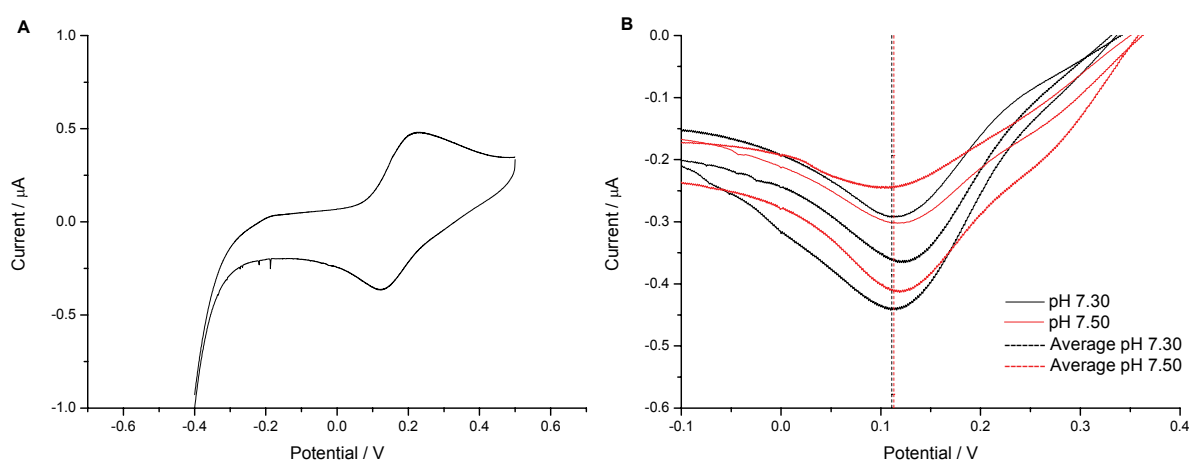 A
1.0
0.5
0.0
-0.5
-1.0
Current / μA
-0.6 -0.4 -0.2 0.0 0.2 0.4 0.6
Potential / V
B
0.0
-0.1
-0.2
-0.3
-0.4
-0.5
-0.6
Current / μA
-0.1 0.0 0.1 0.2 0.3 0.4
Potential / V
pH 7.30
pH 7.50
Average pH 7.30
Average pH 7.50